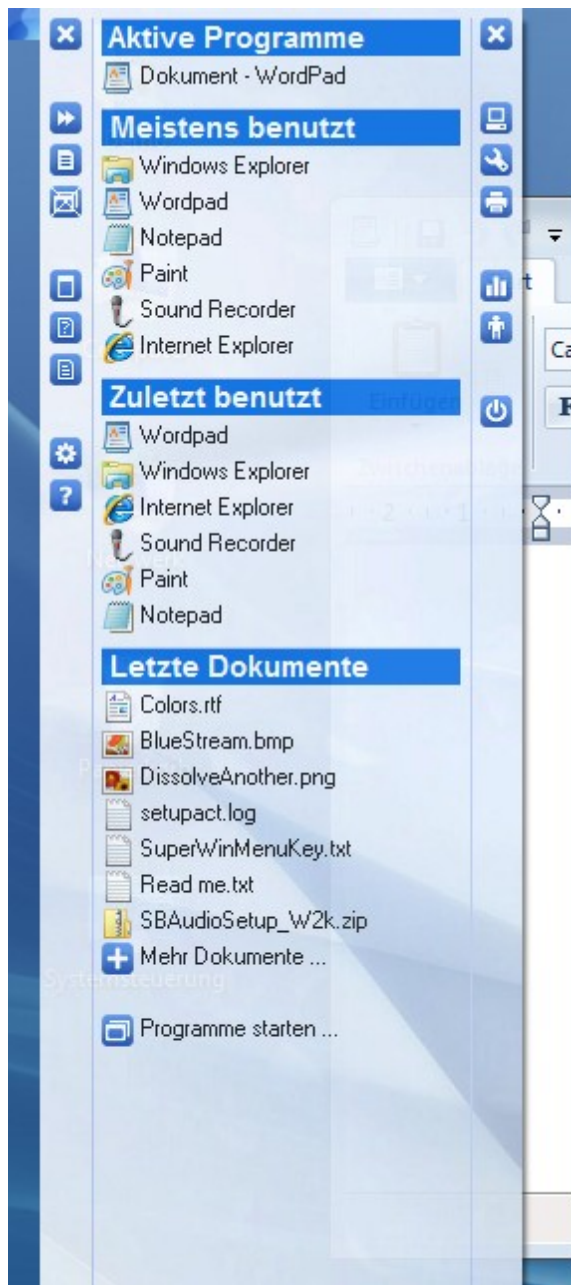 Aktive Programme
Dokument - WordPad
Meistens benutzt
Windows Explorer
Wordpad
Notepad
Paint
Sound Recorder
Internet Explorer
Zuletzt benutzt
Wordpad
Windows Explorer
Internet Explorer
Sound Recorder
Paint
Notepad
Letzte Dokumente
Colors.rtf
BlueStream.bmp
DissolveAnother.png
setupact.log
SuperWinMenuKey.txt
Read me.txt
SBAudioSetup_W2k.zip
Mehr Dokumente ...
Programme starten ...
Einfügen
Systemsteuerung